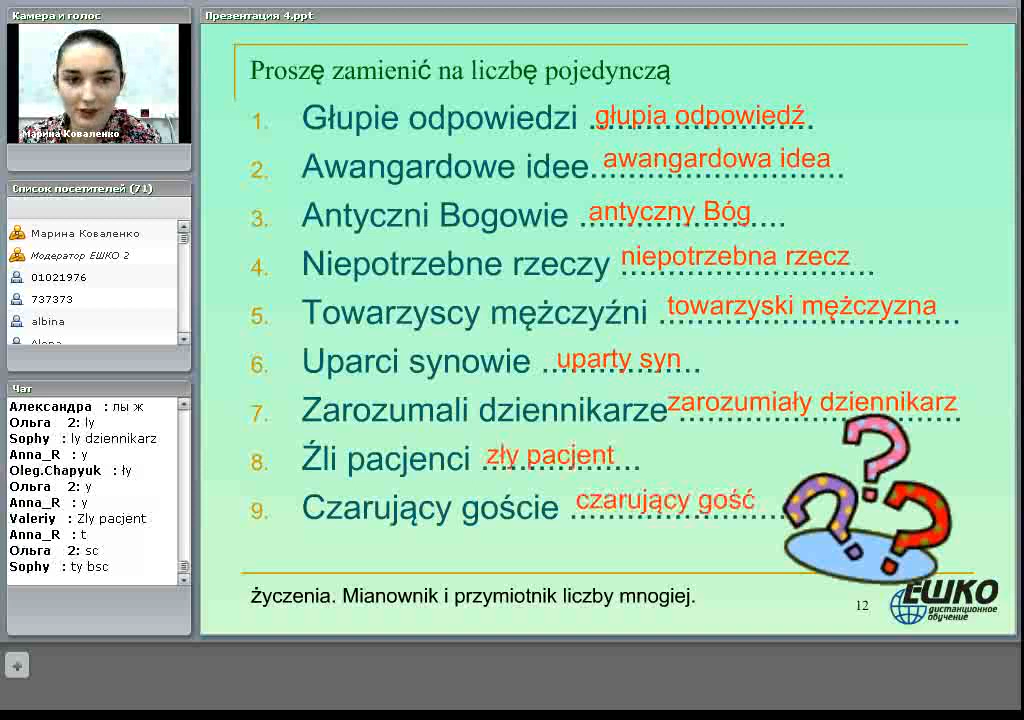 Камера и голос
Марина Коваленко
Список посетителей (71)
Марина Коваленко
Модератор ЕШКО 2
01021976
737373
albina
Alona
Чат
Александра : лы ж
Ольга 2: ly
Sophy : ly dziennikarz
Anna_R : y
Oleg.Chapyuk : ły
Ольга 2: y
Anna_R : y
Valeriy : Zly pacjent
Anna_R : t
Ольга 2: sc
Sophy : ty bsc
Презентация 4.ppt
Proszę zamienić na liczbę pojedynczą
1. Głupie odpowiedzi głupia odpowiedź
2. Awangardowe idee awangardowa idea
3. Antyczni Bogowie antyczny Bóg
4. Niepotrzebne rzeczy niepotrzebna rzecz
5. Towarzyscy mężczyźni towarzyski mężczyzna
6. Uparci synowie uparty syn
7. Zarozumali dziennikarze zarozumiały dziennikarz
8. Źli pacjenci zły pacjent
9. Czarujący goście czarujący gość
życzenia. Mianownik i przymiotnik liczby mnogiej.
12
ЕШКО
дистанционное
обучение